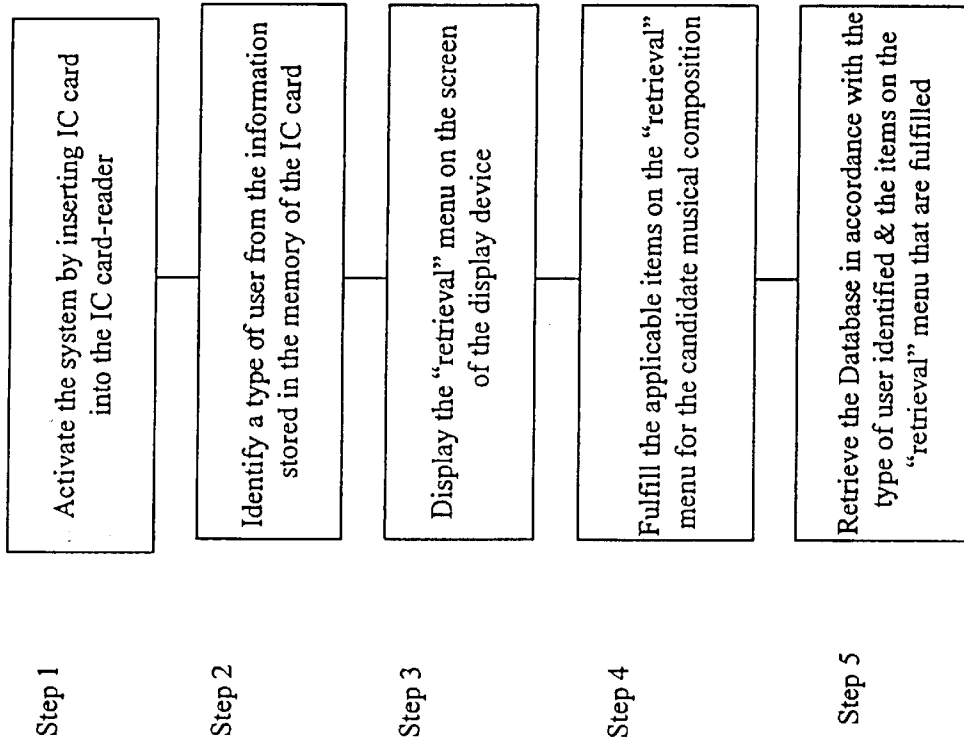 Step 1
Activate the system by inserting IC card
into the IC card-reader
Step 2
Identify a type of user from the information
stored in the memory of the IC card
Step 3
Display the “retrieval” menu on the screen
of the display device
Step 4
Fulfill the applicable items on the “retrieval”
menu for the candidate musical composition
Step 5
Retrieve the Database in accordance with the
type of user identified & the items on the
“retrieval” menu that are fulfilled